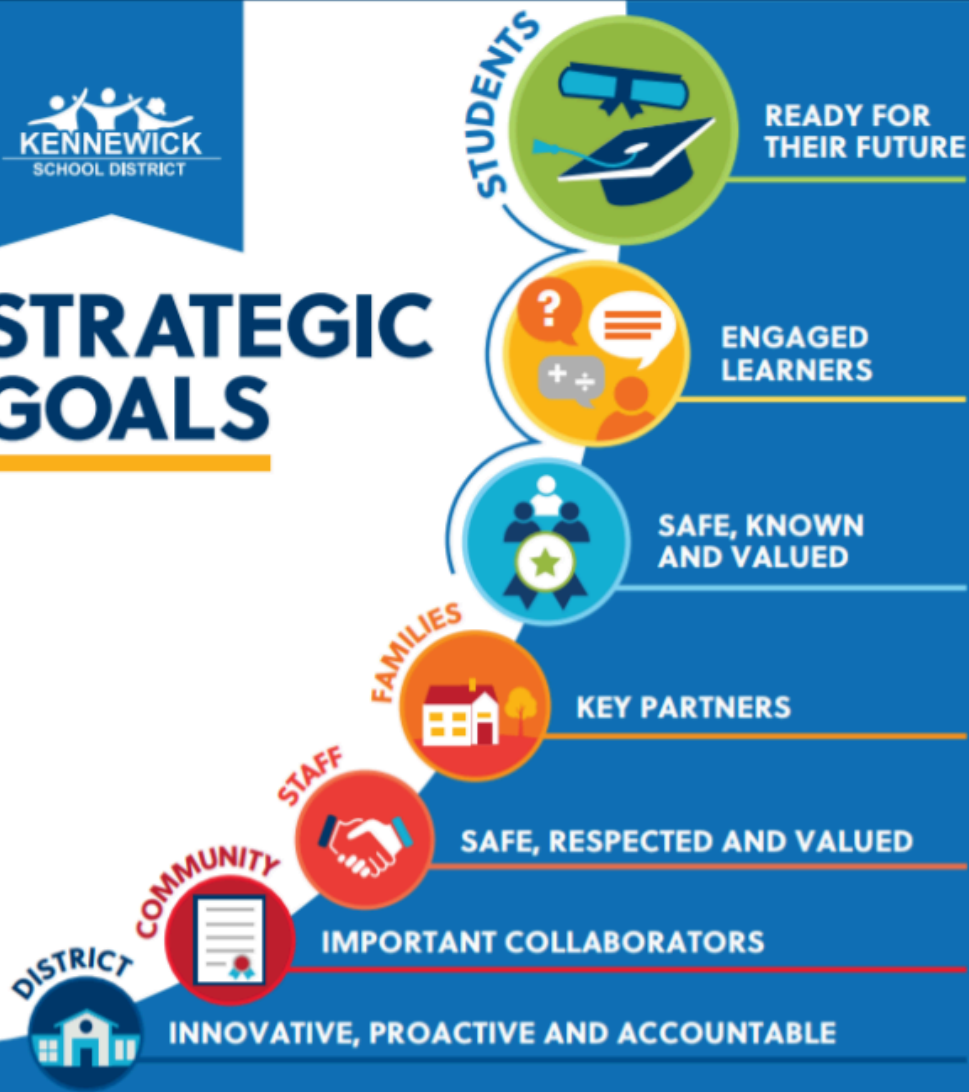 KENNEWICK
SCHOOL DISTRICT
STRATEGIC
GOALS
STUDENTS
READY FOR
THEIR FUTURE
?
ENGAGED
LEARNERS
+ ÷
SAFE, KNOWN
AND VALUED
FAMILIES
KEY PARTNERS
STAFF
SAFE, RESPECTED AND VALUED
COMMUNITY
IMPORTANT COLLABORATORS
DISTRICT
INNOVATIVE, PROACTIVE AND ACCOUNTABLE